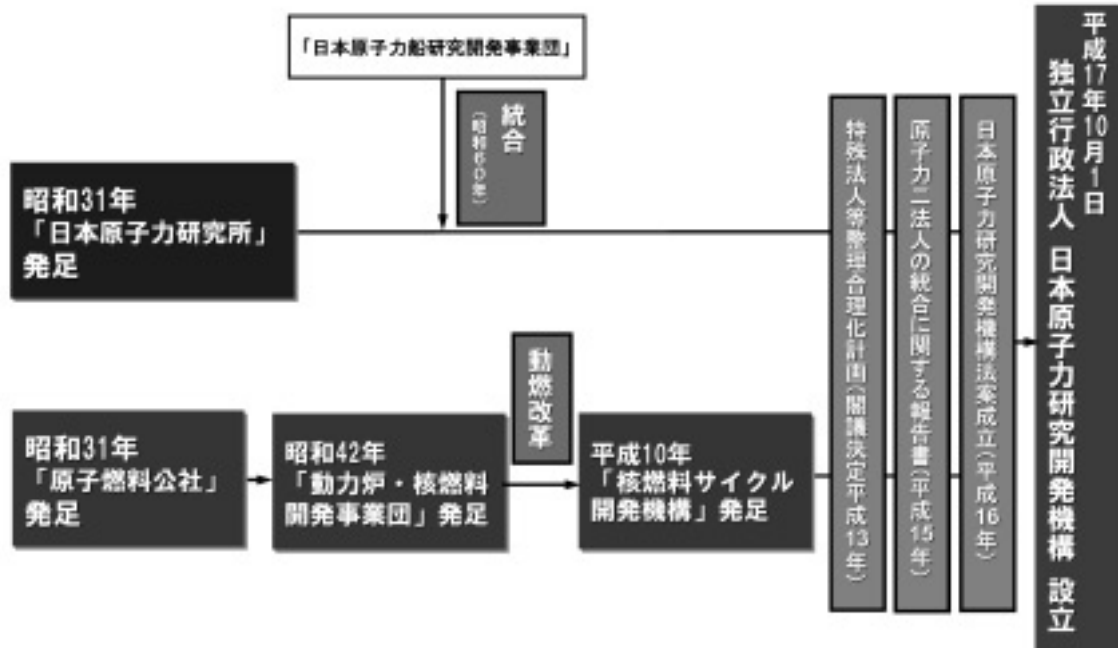 「日本原子力船研究開発事業団」
統合
(昭和60年)
昭和31年
「日本原子力研究所」
発足
動燃改革
昭和31年
「原子燃料公社」
発足
昭和42年
「動力炉・核燃料
開発事業団」発足
平成10年
「核燃料サイクル
開発機構」発足
特殊法人等整理合理化計画(閣議決定平成13年)
原子力二法人の統合に関する報告書(平成15年)
日本原子力研究開発機構法案成立(平成16年)
平成17年10月1日
独立行政法人 日本原子力研究開発機構 設立